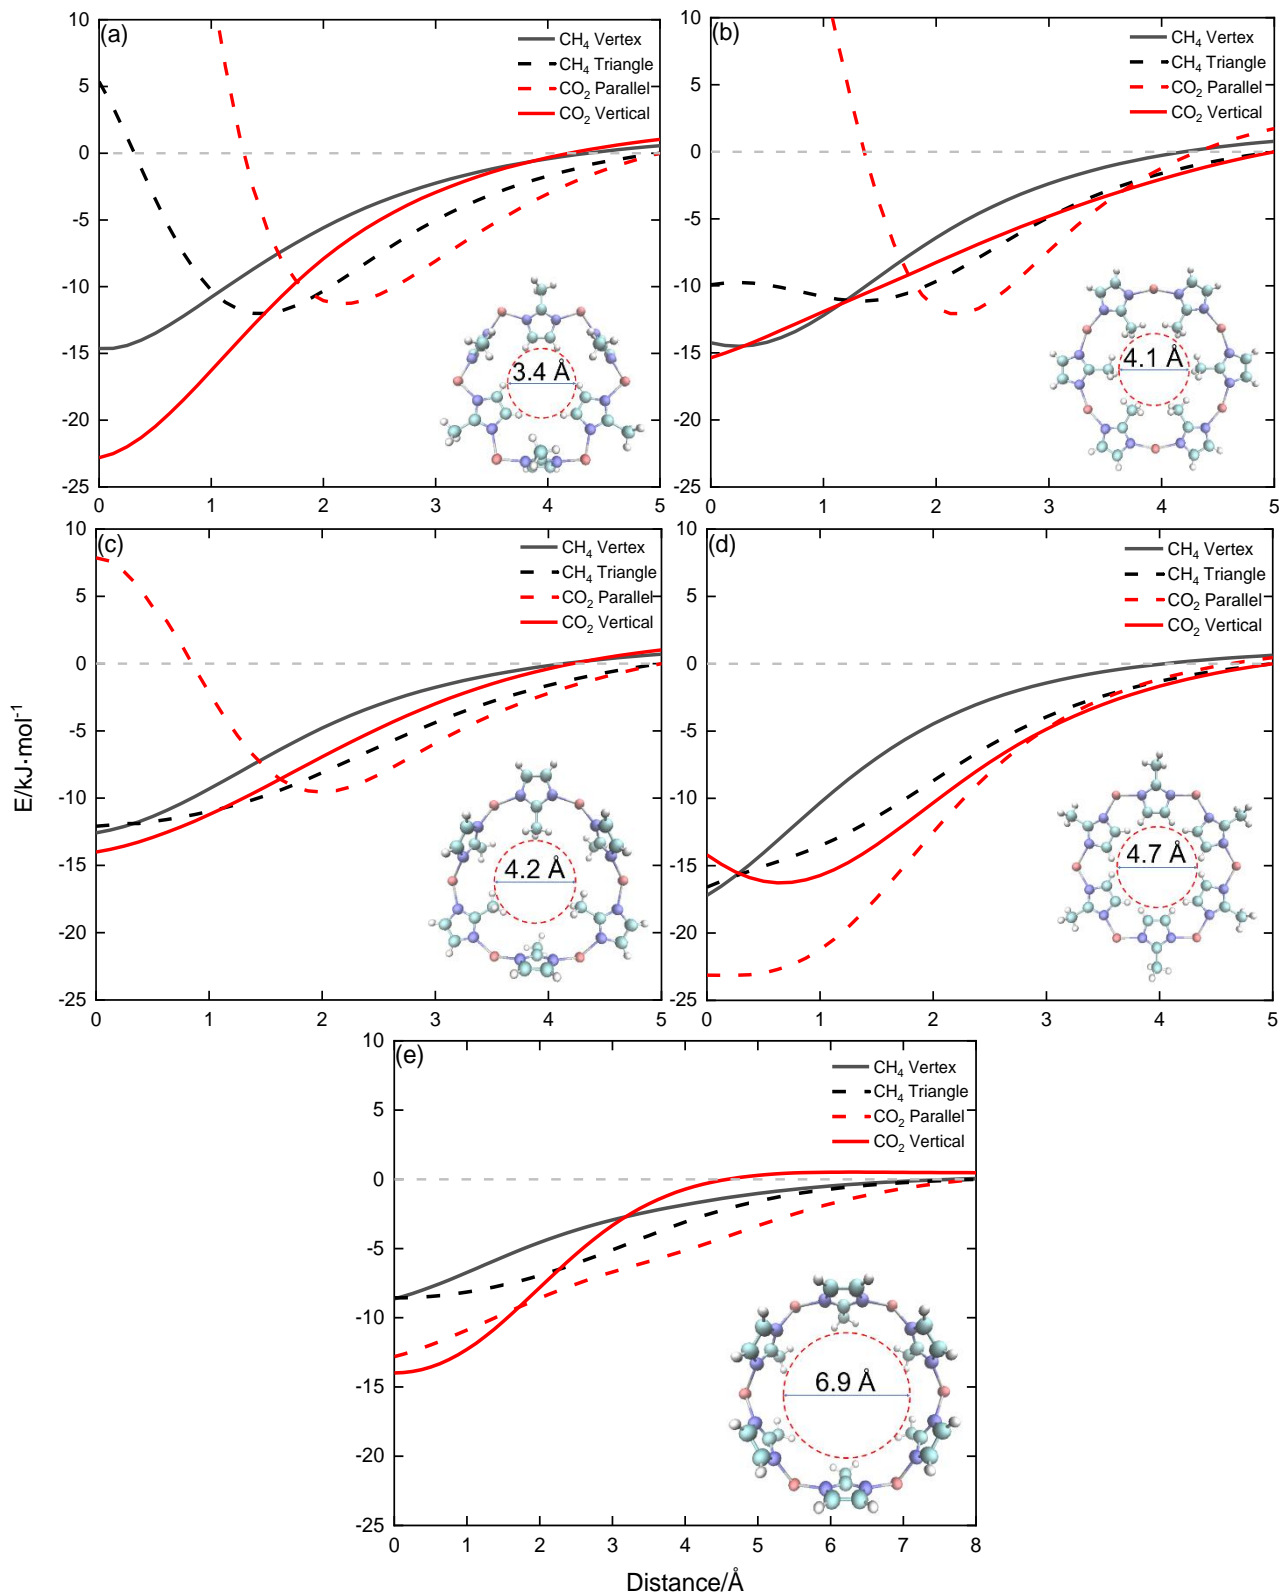 (a)
CH4 Vertex
CH4 Triangle
CO2 Parallel
CO2 Vertical
10
5
0
-5
-10
-15
-20
-25
3.4 Å
0 1 2 3 4 5
(b)
CH4 Vertex
CH4 Triangle
CO2 Parallel
CO2 Vertical
10
5
0
-5
-10
-15
-20
-25
4.1 Å
0 1 2 3 4 5
(c)
CH4 Vertex
CH4 Triangle
CO2 Parallel
CO2 Vertical
10
5
0
-5
-10
-15
-20
-25
4.2 Å
0 1 2 3 4 5
E/kJ·mol-1
(d)
CH4 Vertex
CH4 Triangle
CO2 Parallel
CO2 Vertical
10
5
0
-5
-10
-15
-20
-25
4.7 Å
0 1 2 3 4 5
(e)
CH4 Vertex
CH4 Triangle
CO2 Parallel
CO2 Vertical
10
5
0
-5
-10
-15
-20
-25
6.9 Å
0 1 2 3 4 5 6 7 8
Distance/Å